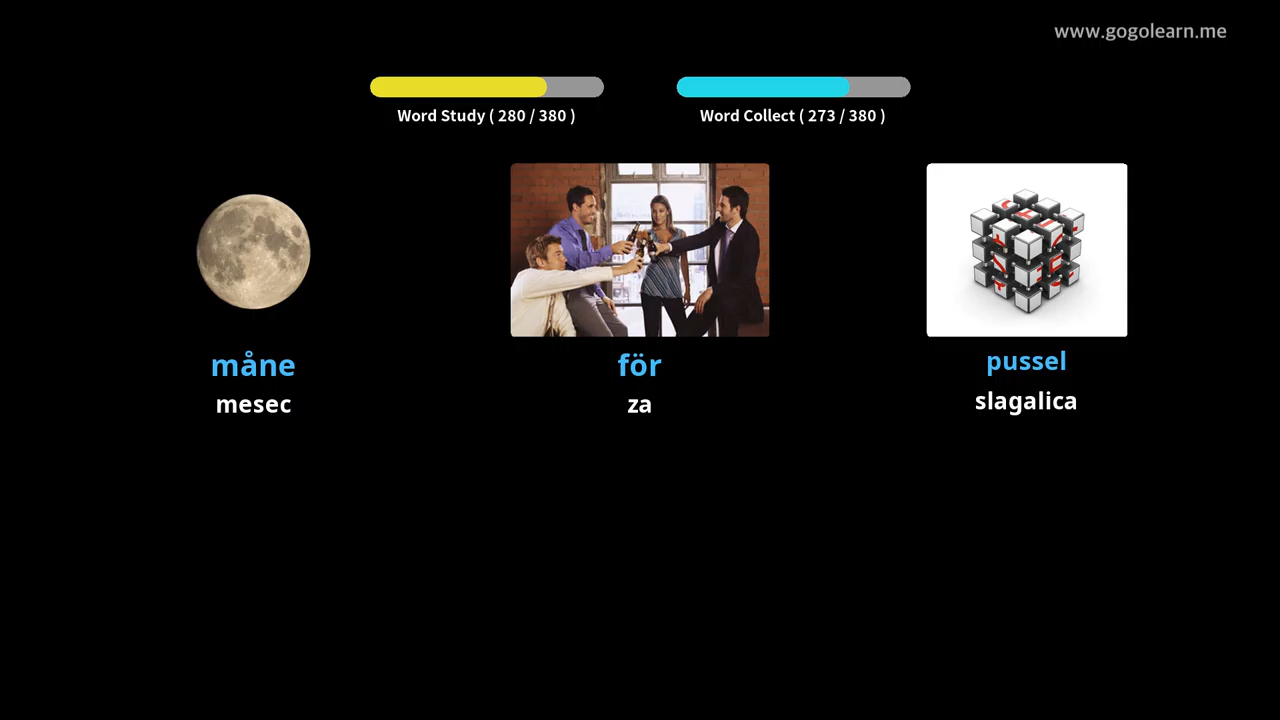 www.gogolearn.me
Word Study ( 280 / 380 )
Word Collect ( 273 / 380 )
måne
för
pussel
mesec
za
slagalica